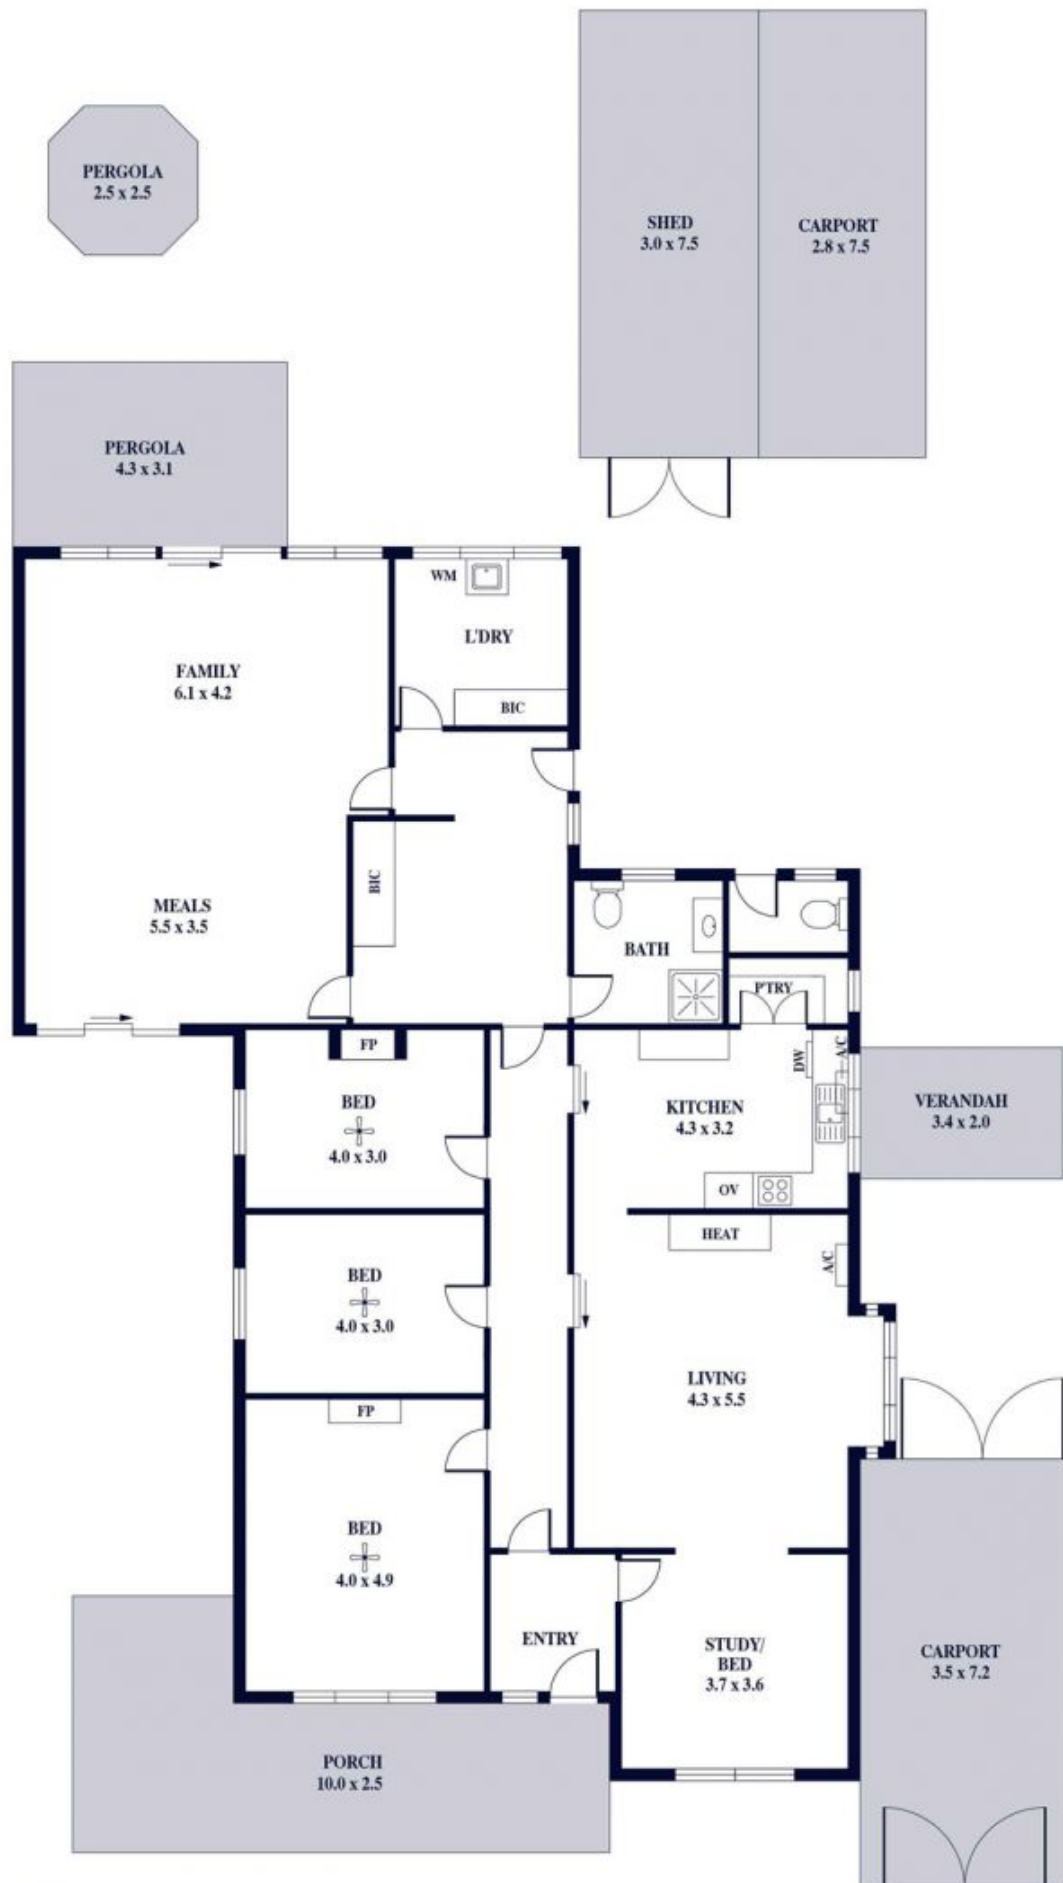 PERGOLA
2.5 x 2.5
SHED
3.0 x 7.5
CARPORT
2.8 x 7.5
PERGOLA
4.3 x 3.1
WM
L'DRY
BIC
FAMILY
6.1 x 4.2
BIC
MEALS
5.5 x 3.5
BATH
P'TRY
FP
BED
4.0 x 3.0
KITCHEN
4.3 x 3.2
DW
A/C
OV
VERANDAH
3.4 x 2.0
HEAT
A/C
BED
4.0 x 3.0
LIVING
4.3 x 5.5
FP
BED
4.0 x 4.9
ENTRY
STUDY/
BED
3.7 x 3.6
CARPORT
3.5 x 7.2
PORCH
10.0 x 2.5